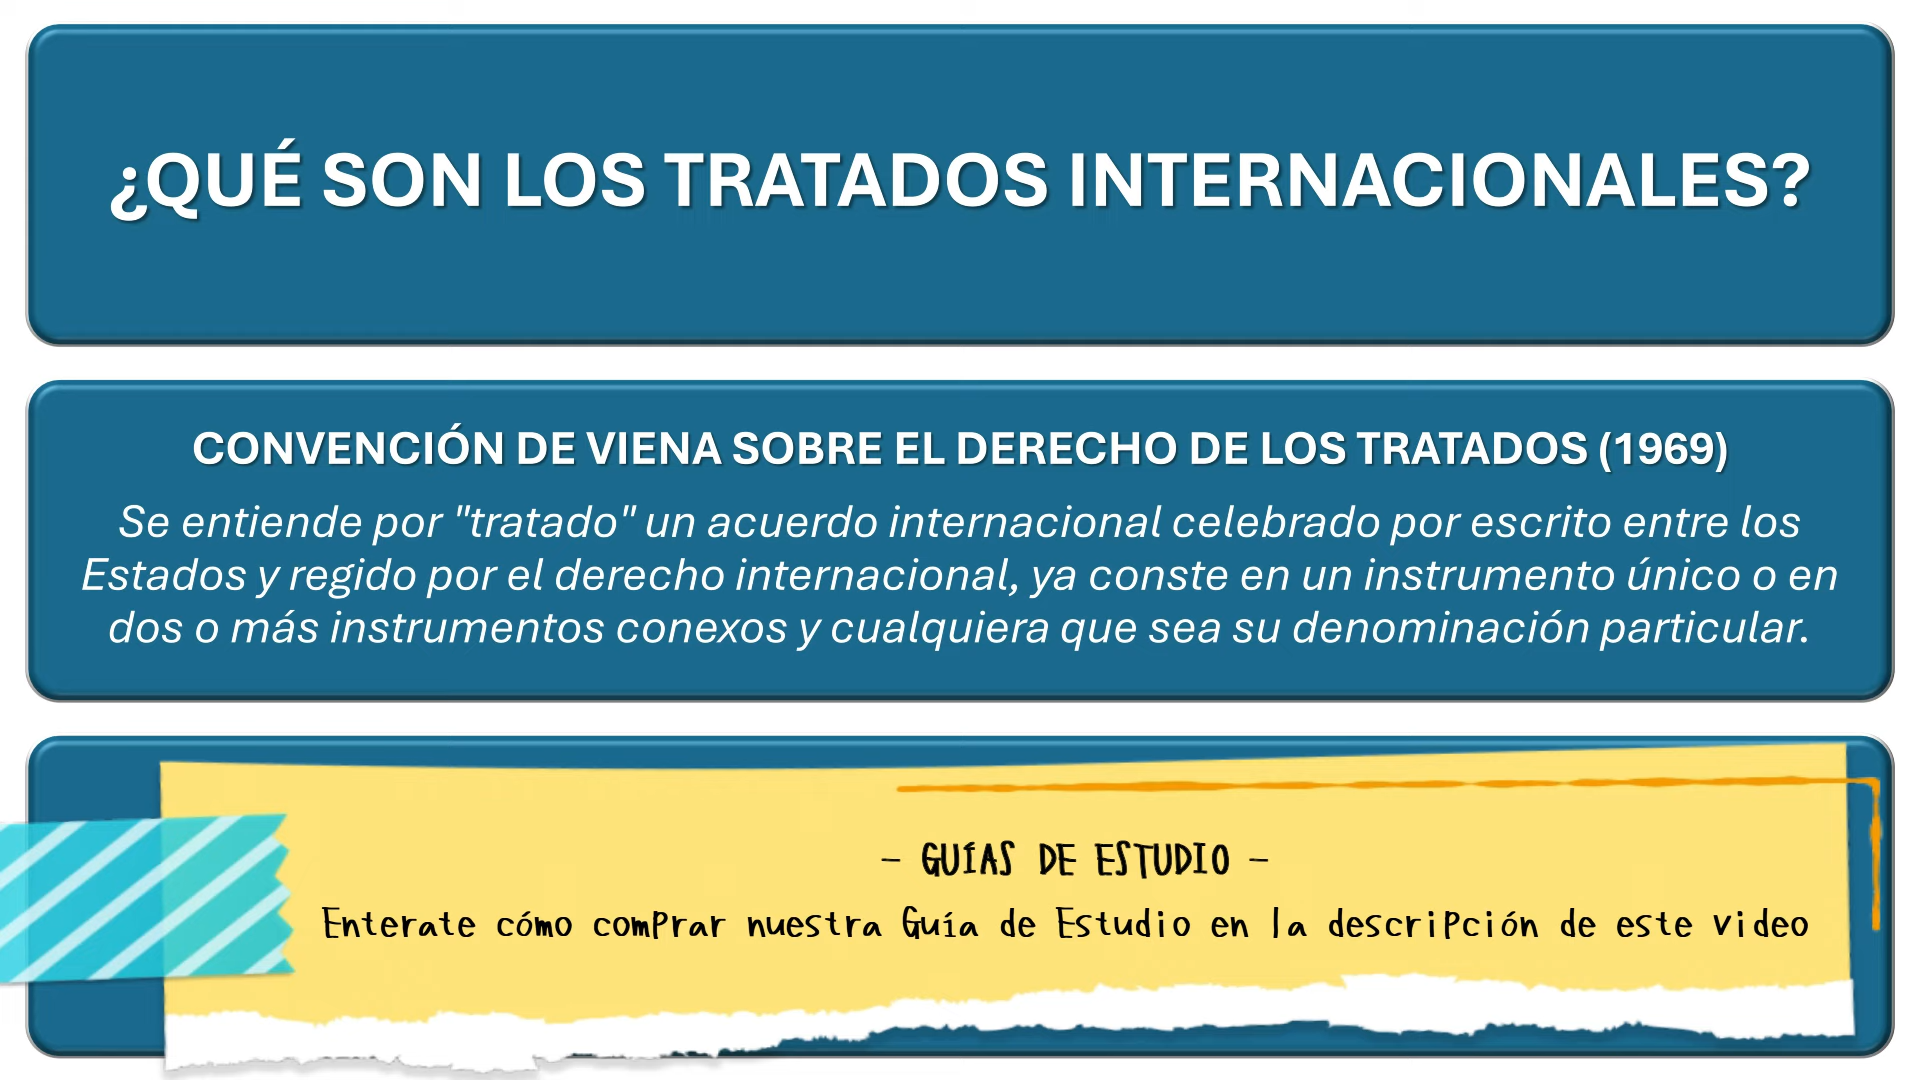 ¿QUÉ SON LOS TRATADOS INTERNACIONALES?
CONVENCIÓN DE VIENA SOBRE EL DERECHO DE LOS TRATADOS (1969)
Se entiende por "tratado" un acuerdo internacional celebrado por escrito entre los
Estados y regido por el derecho internacional, ya conste en un instrumento único o en
dos o más instrumentos conexos y cualquiera que sea su denominación particular.
- GUÍAS DE ESTUDIO -
Enterate cómo comprar nuestra Guía de Estudio en la descripción de este video